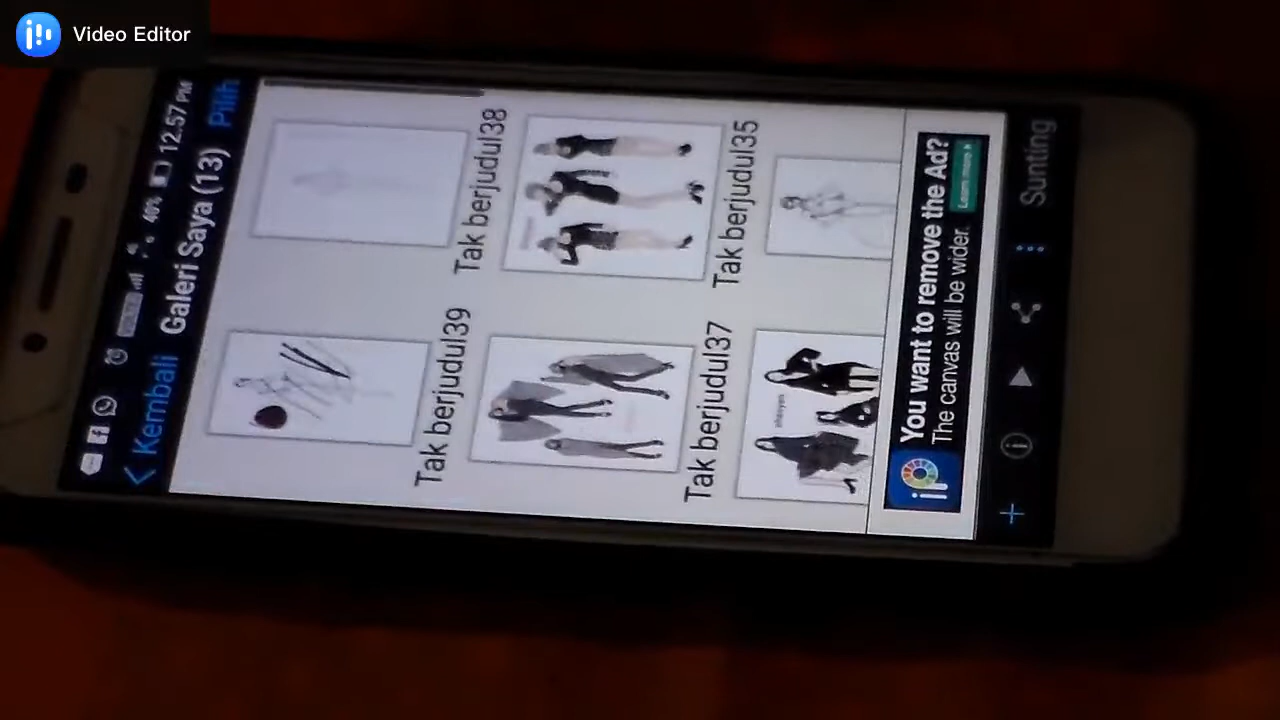 Video Editor
40% 12.57 PM
Kembali Galeri Saya (13) Pilih
Tak berjudul39 Tak berjudul38
Tak berjudul37 Tak berjudul35
You want to remove the Ad?
The canvas will be wider.
Learn more
Sunting